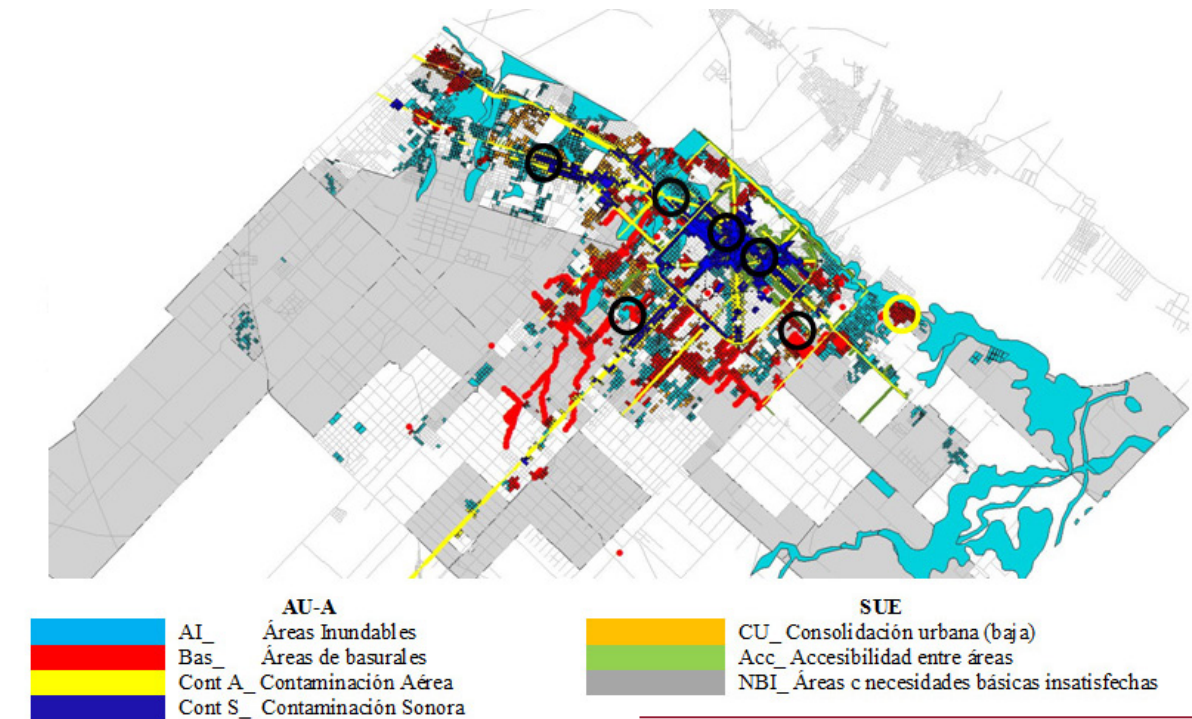 AU-A
AI_ Áreas Inundables
Bas_ Áreas de basurales
Cont A_ Contaminación Aérea
Cont S_ Contaminación Sonora
SUE
CU_ Consolidación urbana (baja)
Acc_ Accesibilidad entre áreas
NBI_ Áreas c necesidades básicas insatisfechas